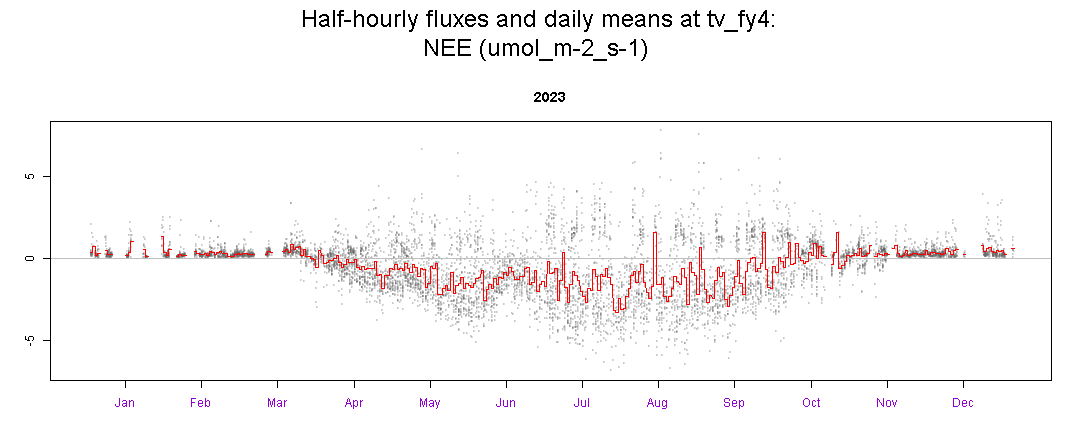 Half-hourly fluxes and daily means at tv_fy4:
NEE (umol_m-2_s-1)
2023
5
0
-5
Jan Feb Mar Apr May Jun Jul Aug Sep Oct Nov Dec